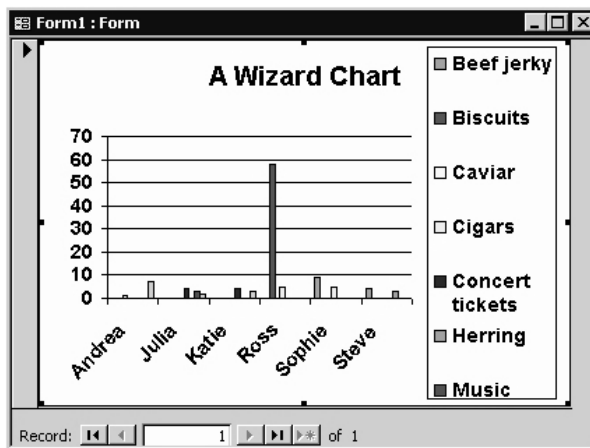 Form1 : Form
A Wizard Chart
70
60
50
40
30
20
10
0
Andrea
Julia
Katie
Ross
Sophie
Steve
Beef jerky
Biscuits
Caviar
Cigars
Concert
tickets
Herring
Music
Record: 1 of 1